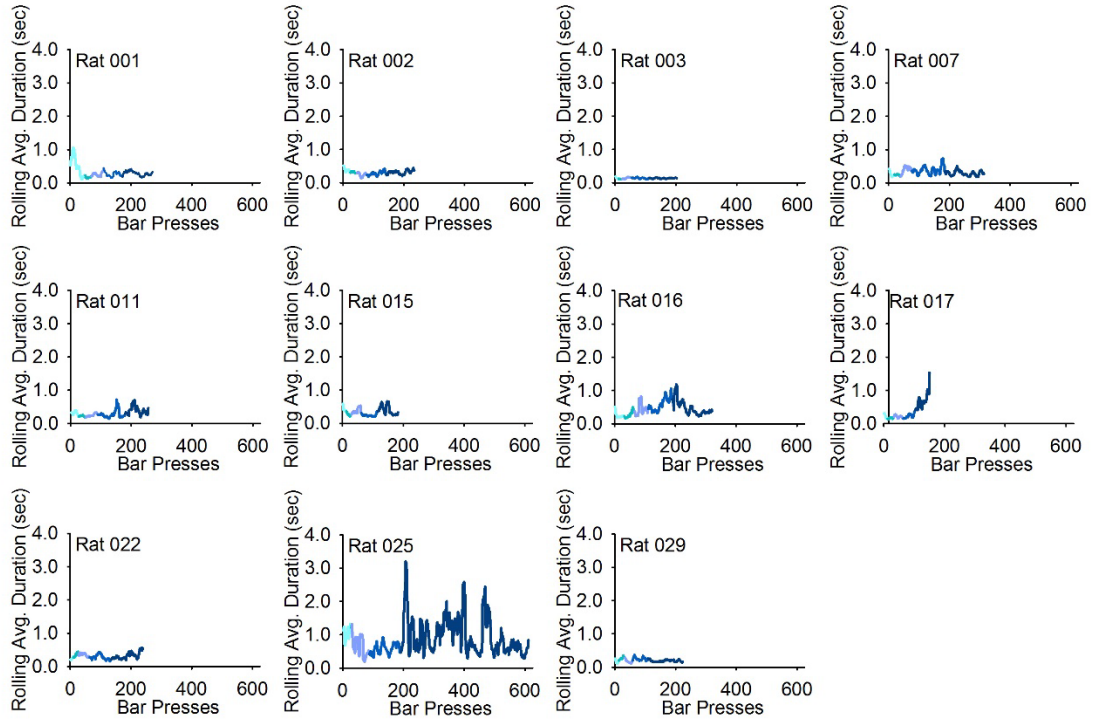 Rolling Avg. Duration (sec)
4.0
3.0
2.0
1.0
0.0
Rat 001
0 200 400 600
Bar Presses
Rolling Avg. Duration (sec)
4.0
3.0
2.0
1.0
0.0
Rat 002
0 200 400 600
Bar Presses
Rolling Avg. Duration (sec)
4.0
3.0
2.0
1.0
0.0
Rat 003
0 200 400 600
Bar Presses
Rolling Avg. Duration (sec)
4.0
3.0
2.0
1.0
0.0
Rat 007
0 200 400 600
Bar Presses
Rolling Avg. Duration (sec)
4.0
3.0
2.0
1.0
0.0
Rat 011
0 200 400 600
Bar Presses
Rolling Avg. Duration (sec)
4.0
3.0
2.0
1.0
0.0
Rat 015
0 200 400 600
Bar Presses
Rolling Avg. Duration (sec)
4.0
3.0
2.0
1.0
0.0
Rat 016
0 200 400 600
Bar Presses
Rolling Avg. Duration (sec)
4.0
3.0
2.0
1.0
0.0
Rat 017
0 200 400 600
Bar Presses
Rolling Avg. Duration (sec)
4.0
3.0
2.0
1.0
0.0
Rat 022
0 200 400 600
Bar Presses
Rolling Avg. Duration (sec)
4.0
3.0
2.0
1.0
0.0
Rat 025
0 200 400 600
Bar Presses
Rolling Avg. Duration (sec)
4.0
3.0
2.0
1.0
0.0
Rat 029
0 200 400 600
Bar Presses